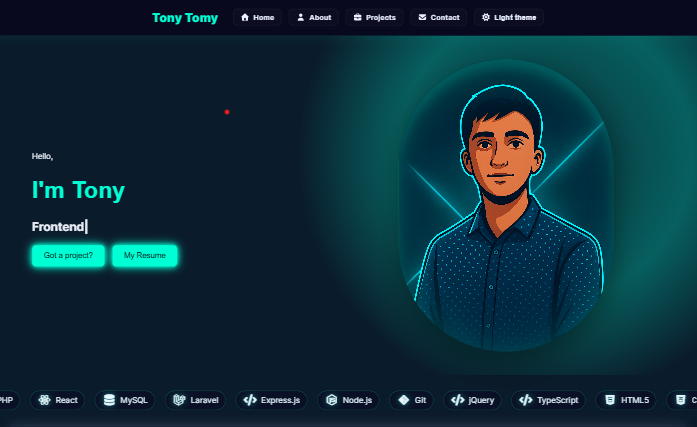 Tony Tomy Home About Projects Contact Light theme
Hello,
I'm Tony
Frontend|
Got a project? My Resume
PHP React MySQL Laravel Express.js Node.js Git jQuery TypeScript HTML5 C